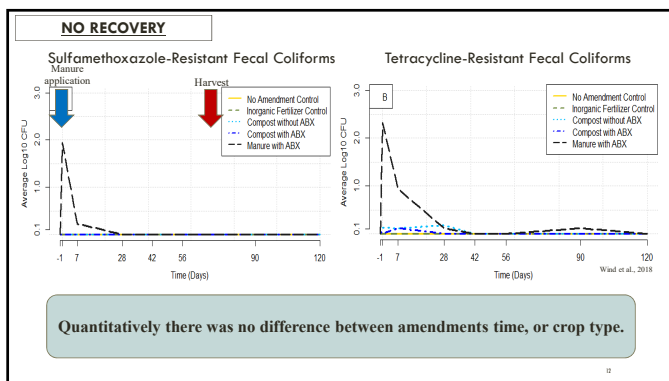 NO RECOVERY
Sulfamethoxazole-Resistant Fecal Coliforms
Tetracycline-Resistant Fecal Coliforms
Manure
application
Harvest
No Amendment Control
Inorganic Fertilizer Control
Compost without ABX
Compost with ABX
Manure with ABX
Average Log10 CFU
3.0
2.0
1.0
0.1
-1
7
28
42
56
90
120
Time (Days)
B
No Amendment Control
Inorganic Fertilizer Control
Compost without ABX
Compost with ABX
Manure with ABX
Average Log10 CFU
3.0
2.0
1.0
0.1
-1
7
28
42
56
90
120
Time (Days)
Wind et al., 2018
Quantitatively there was no difference between amendments time, or crop type.
12